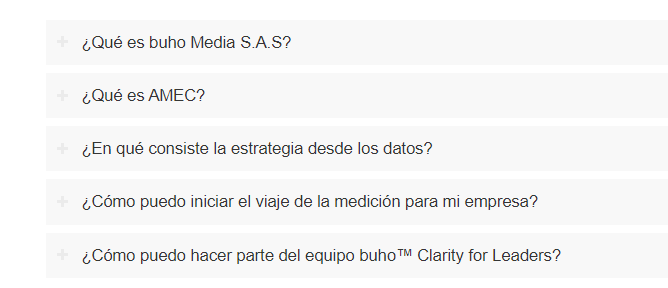 ¿Qué es buho Media S.A.S?
¿Qué es AMEC?
¿En qué consiste la estrategia desde los datos?
¿Cómo puedo iniciar el viaje de la medición para mi empresa?
¿Cómo puedo hacer parte del equipo buho™ Clarity for Leaders?